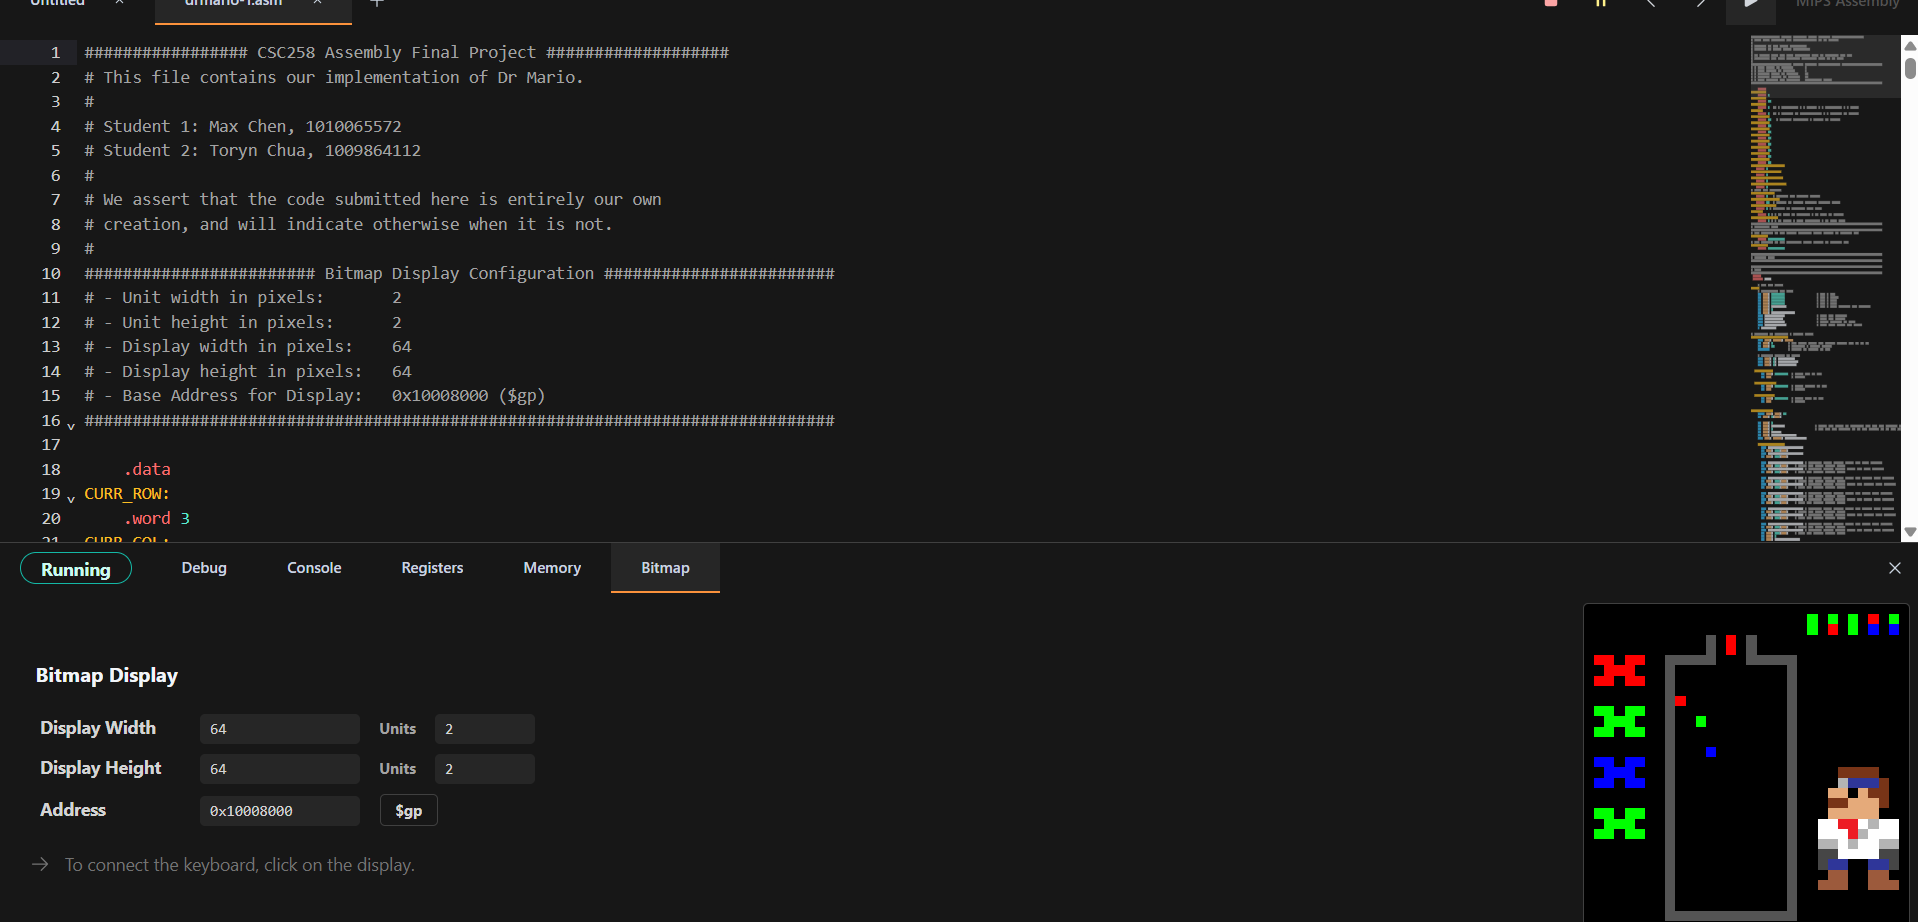 Untitled
drmario-1.asm
MIPS Assembly
1 ################# CSC258 Assembly Final Project ###################
2 # This file contains our implementation of Dr Mario.
3 #
4 # Student 1: Max Chen, 1010065572
5 # Student 2: Toryn Chua, 1009864112
6 #
7 # We assert that the code submitted here is entirely our own
8 # creation, and will indicate otherwise when it is not.
9 #
10 ######################## Bitmap Display Configuration ########################
11 # - Unit width in pixels:       2
12 # - Unit height in pixels:      2
13 # - Display width in pixels:    64
14 # - Display height in pixels:   64
15 # - Base Address for Display:   0x10008000 ($gp)
16 ##############################################################################
17
18     .data
19 CURR_ROW:
20     .word 3
21 CURR_COL:
Running Debug Console Registers Memory Bitmap
Bitmap Display
Display Width 64 Units 2
Display Height 64 Units 2
Address 0x10008000 $gp
To connect the keyboard, click on the display.